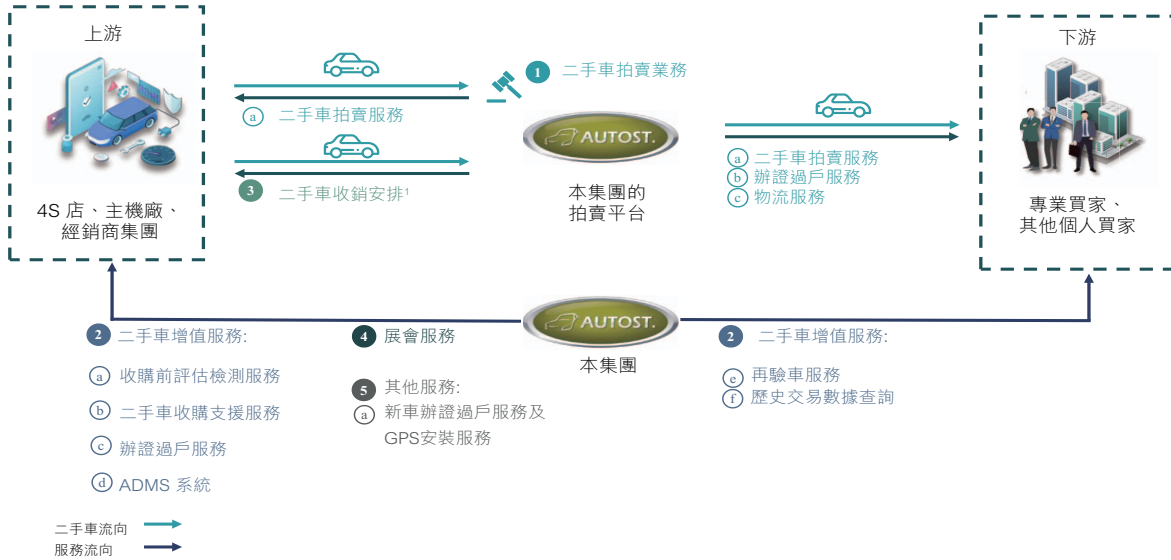 上游
4S 店、主機廠、
經銷商集團
a 二手車拍賣服務
3 二手車收銷安排¹
1 二手車拍賣業務
AUTOST.
本集團的
拍賣平台
a 二手車拍賣服務
b 辦證過戶服務
c 物流服務
下游
專業買家、
其他個人買家
AUTOST.
本集團
2 二手車增值服務:
a 收購前評估檢測服務
b 二手車收購支援服務
c 辦證過戶服務
d ADMS 系統
4 展會服務
5 其他服務:
a 新車辦證過戶服務及
GPS安裝服務
2 二手車增值服務:
e 再驗車服務
f 歷史交易數據查詢
二手車流向
服務流向